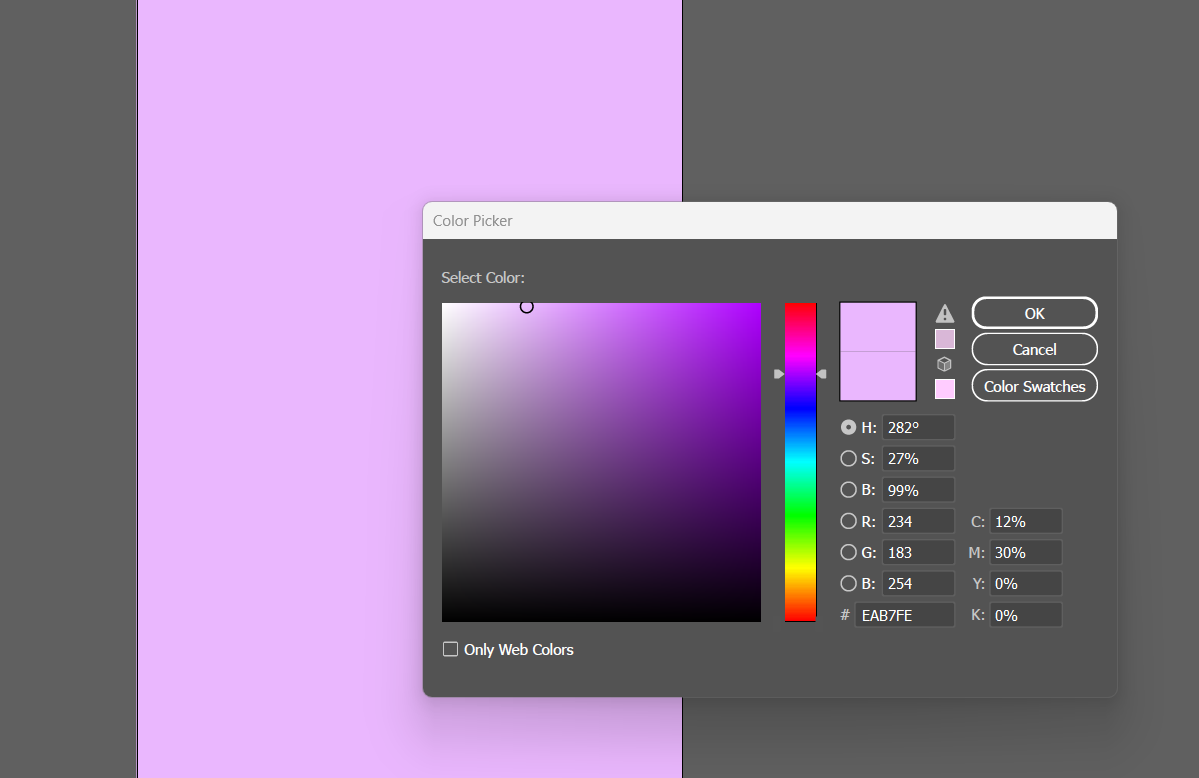 Color Picker
Select Color:
OK
Cancel
Color Swatches
H: 282º
S: 27%
B: 99%
R: 234 C: 12%
G: 183 M: 30%
B: 254 Y: 0%
# EAB7FE K: 0%
Only Web Colors